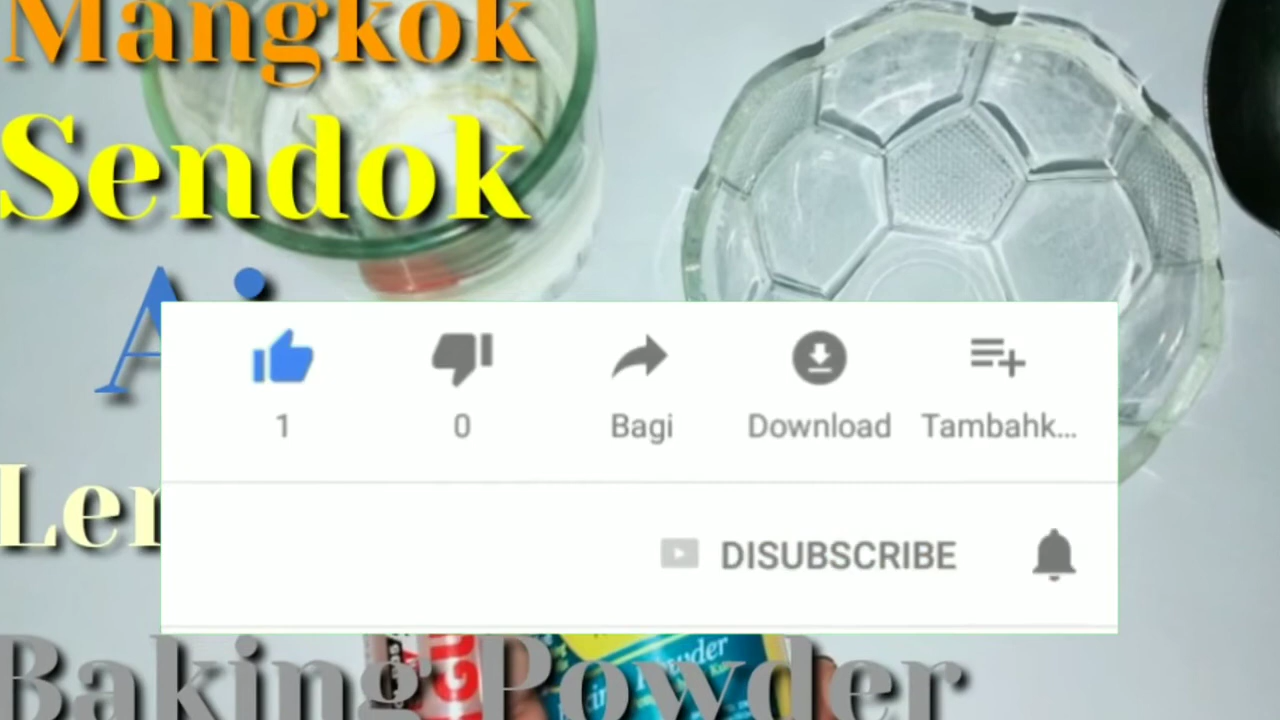 Mangkok
Sendok
1
0
Bagi
Download
Tambahk...
DISUBSCRIBE
Baking Powder